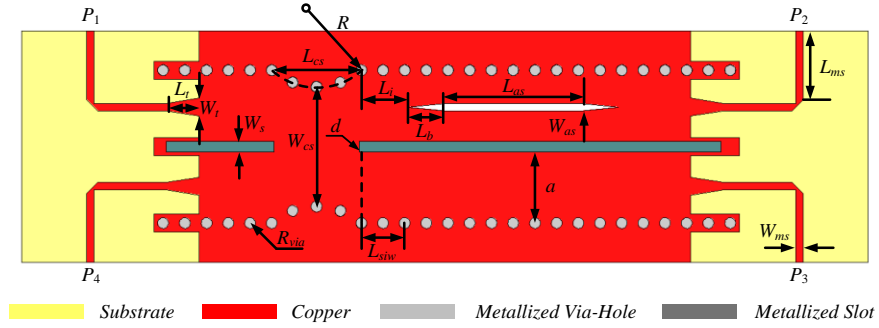 P1 P2
R
Lcs
Lms
Lt Li Las
Wt
Ws Lb Was
Wcs d
a
Rvia Lsiw Wms
P4 P3
Substrate Copper Metallized Via-Hole Metallized Slot